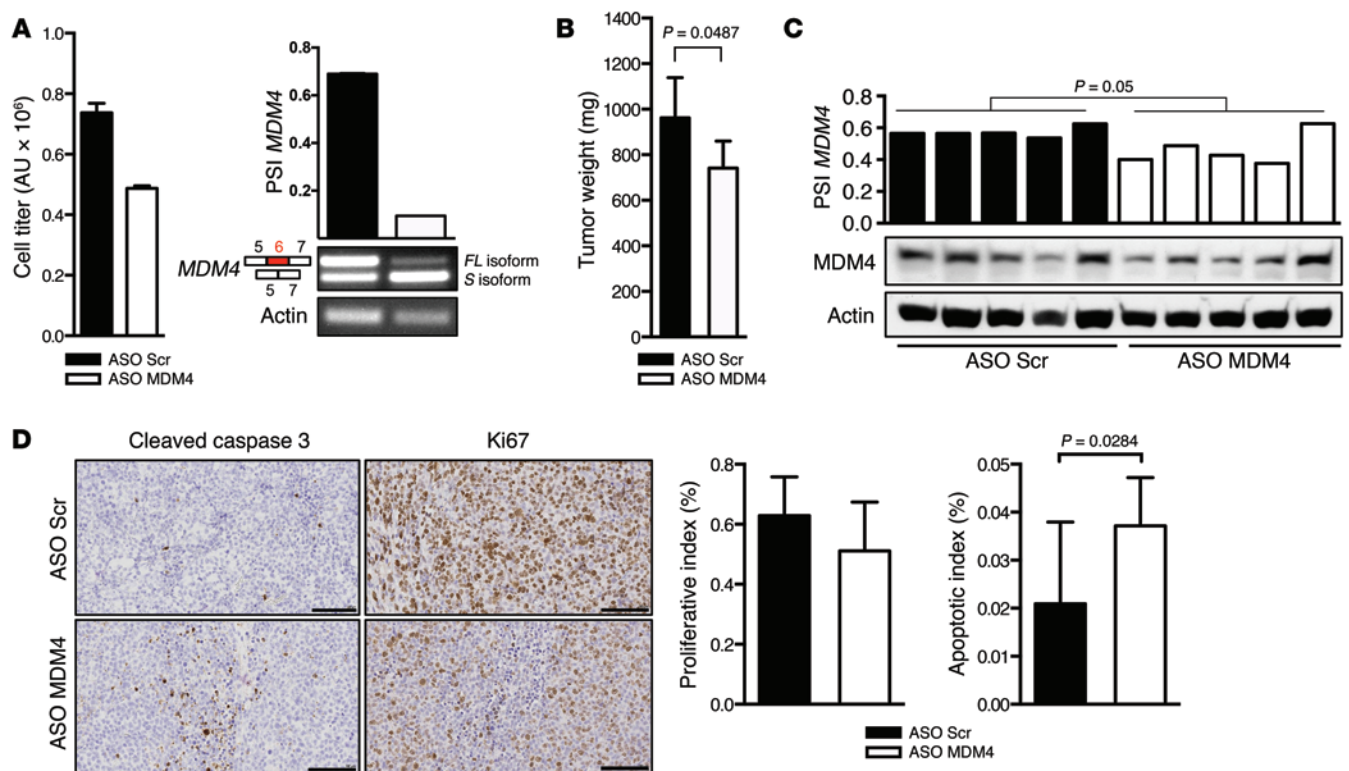 A
Cell titer (AU × 10⁶)
1.0
0.8
0.6
0.4
0.2
0.0
ASO Scr
ASO MDM4
PSI MDM4
0.8
0.6
0.4
0.2
5 6 7
MDM4
5 7
FL isoform
S isoform
Actin
B
Tumor weight (mg)
1400
1200
1000
800
600
400
200
0
P = 0.0487
ASO Scr
ASO MDM4
C
PSI MDM4
0.8
0.6
0.4
0.2
0.0
P = 0.05
MDM4
Actin
ASO Scr
ASO MDM4
D
Cleaved caspase 3
Ki67
ASO Scr
ASO MDM4
Proliferative index (%)
0.8
0.6
0.4
0.2
0.0
Apoptotic index (%)
0.05
0.04
0.03
0.02
0.01
0.00
P = 0.0284
ASO Scr
ASO MDM4